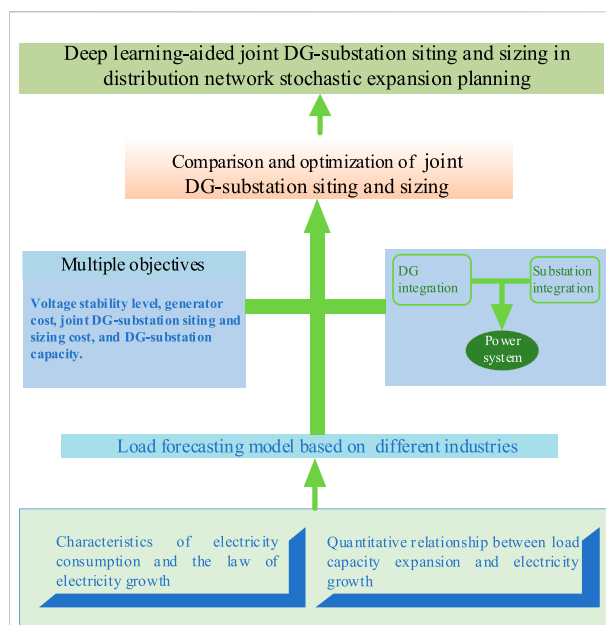 Deep learning-aided joint DG-substation siting and sizing in
distribution network stochastic expansion planning
Comparison and optimization of joint
DG-substation siting and sizing
Multiple objectives
Voltage stability level, generator
cost, joint DG-substation siting and
sizing cost, and DG-substation
capacity.
DG
integration
Substation
integration
Power
system
Load forecasting model based on different industries
Characteristics of electricity
consumption and the law of
electricity growth
Quantitative relationship between load
capacity expansion and electricity
growth